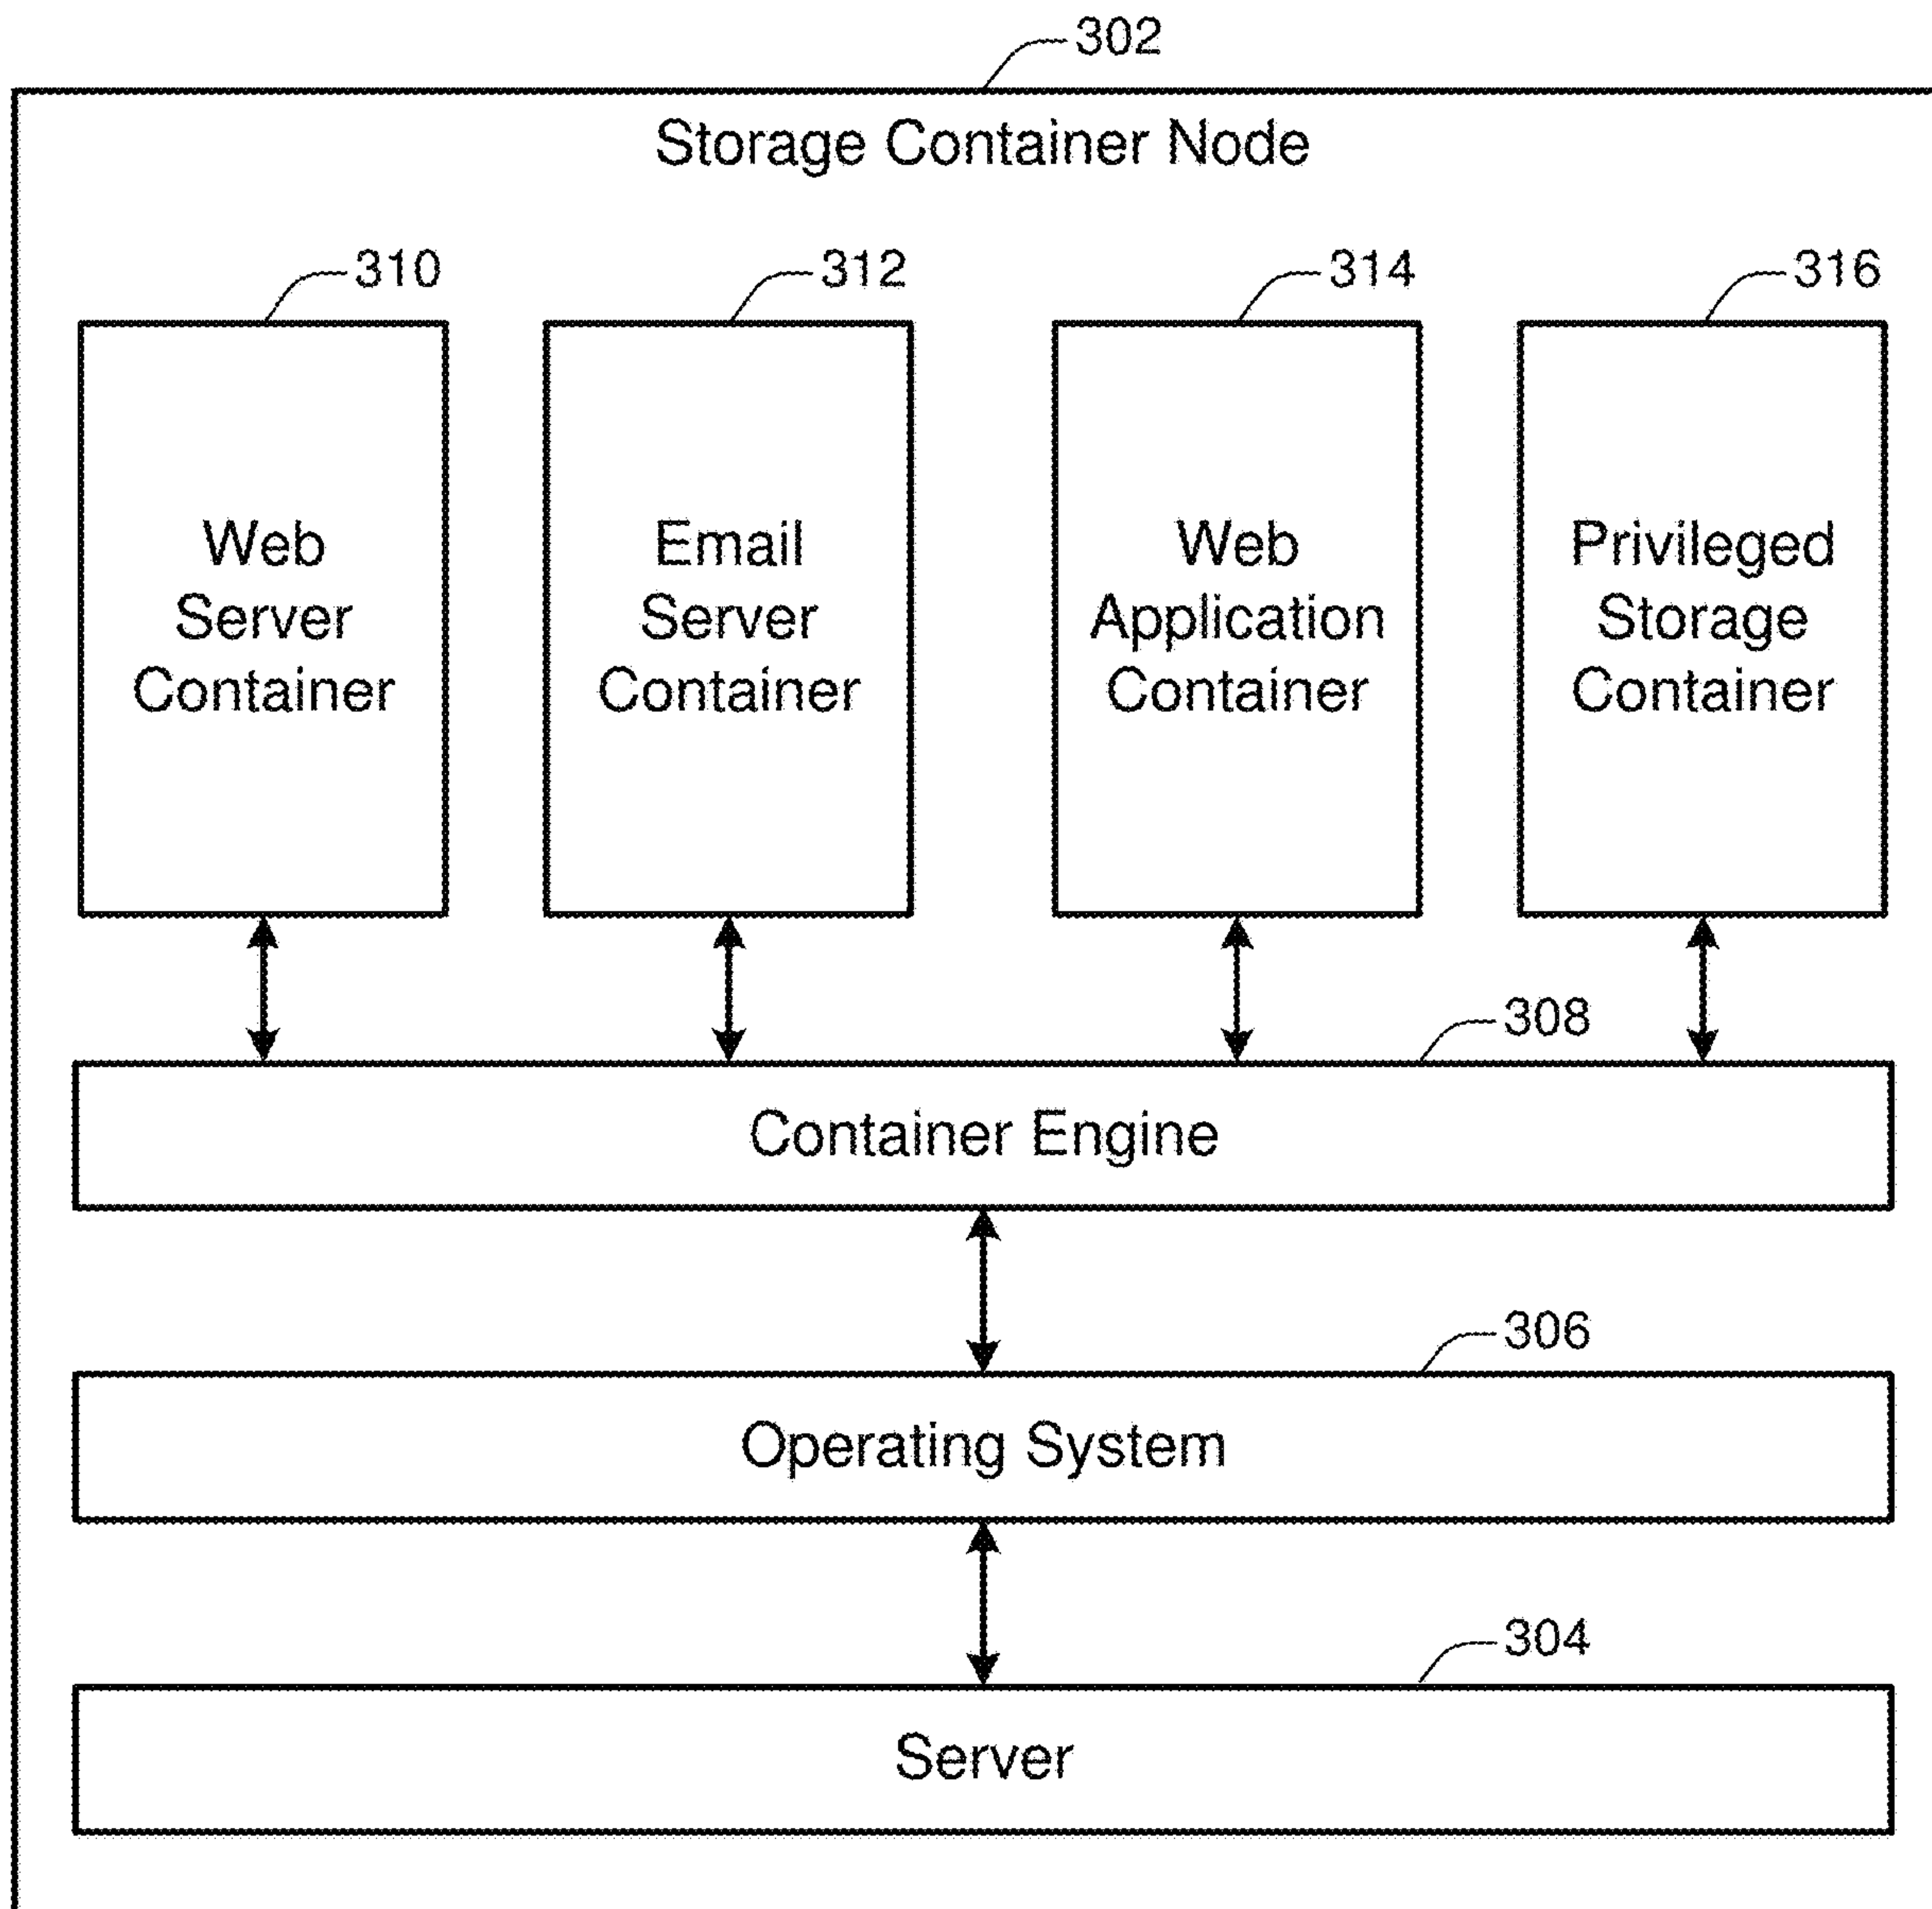 302
Storage Container Node
310
312
314
316
Web
Server
Container
Email
Server
Container
Web
Application
Container
Privileged
Storage
Container
308
Container Engine
306
Operating System
304
Server